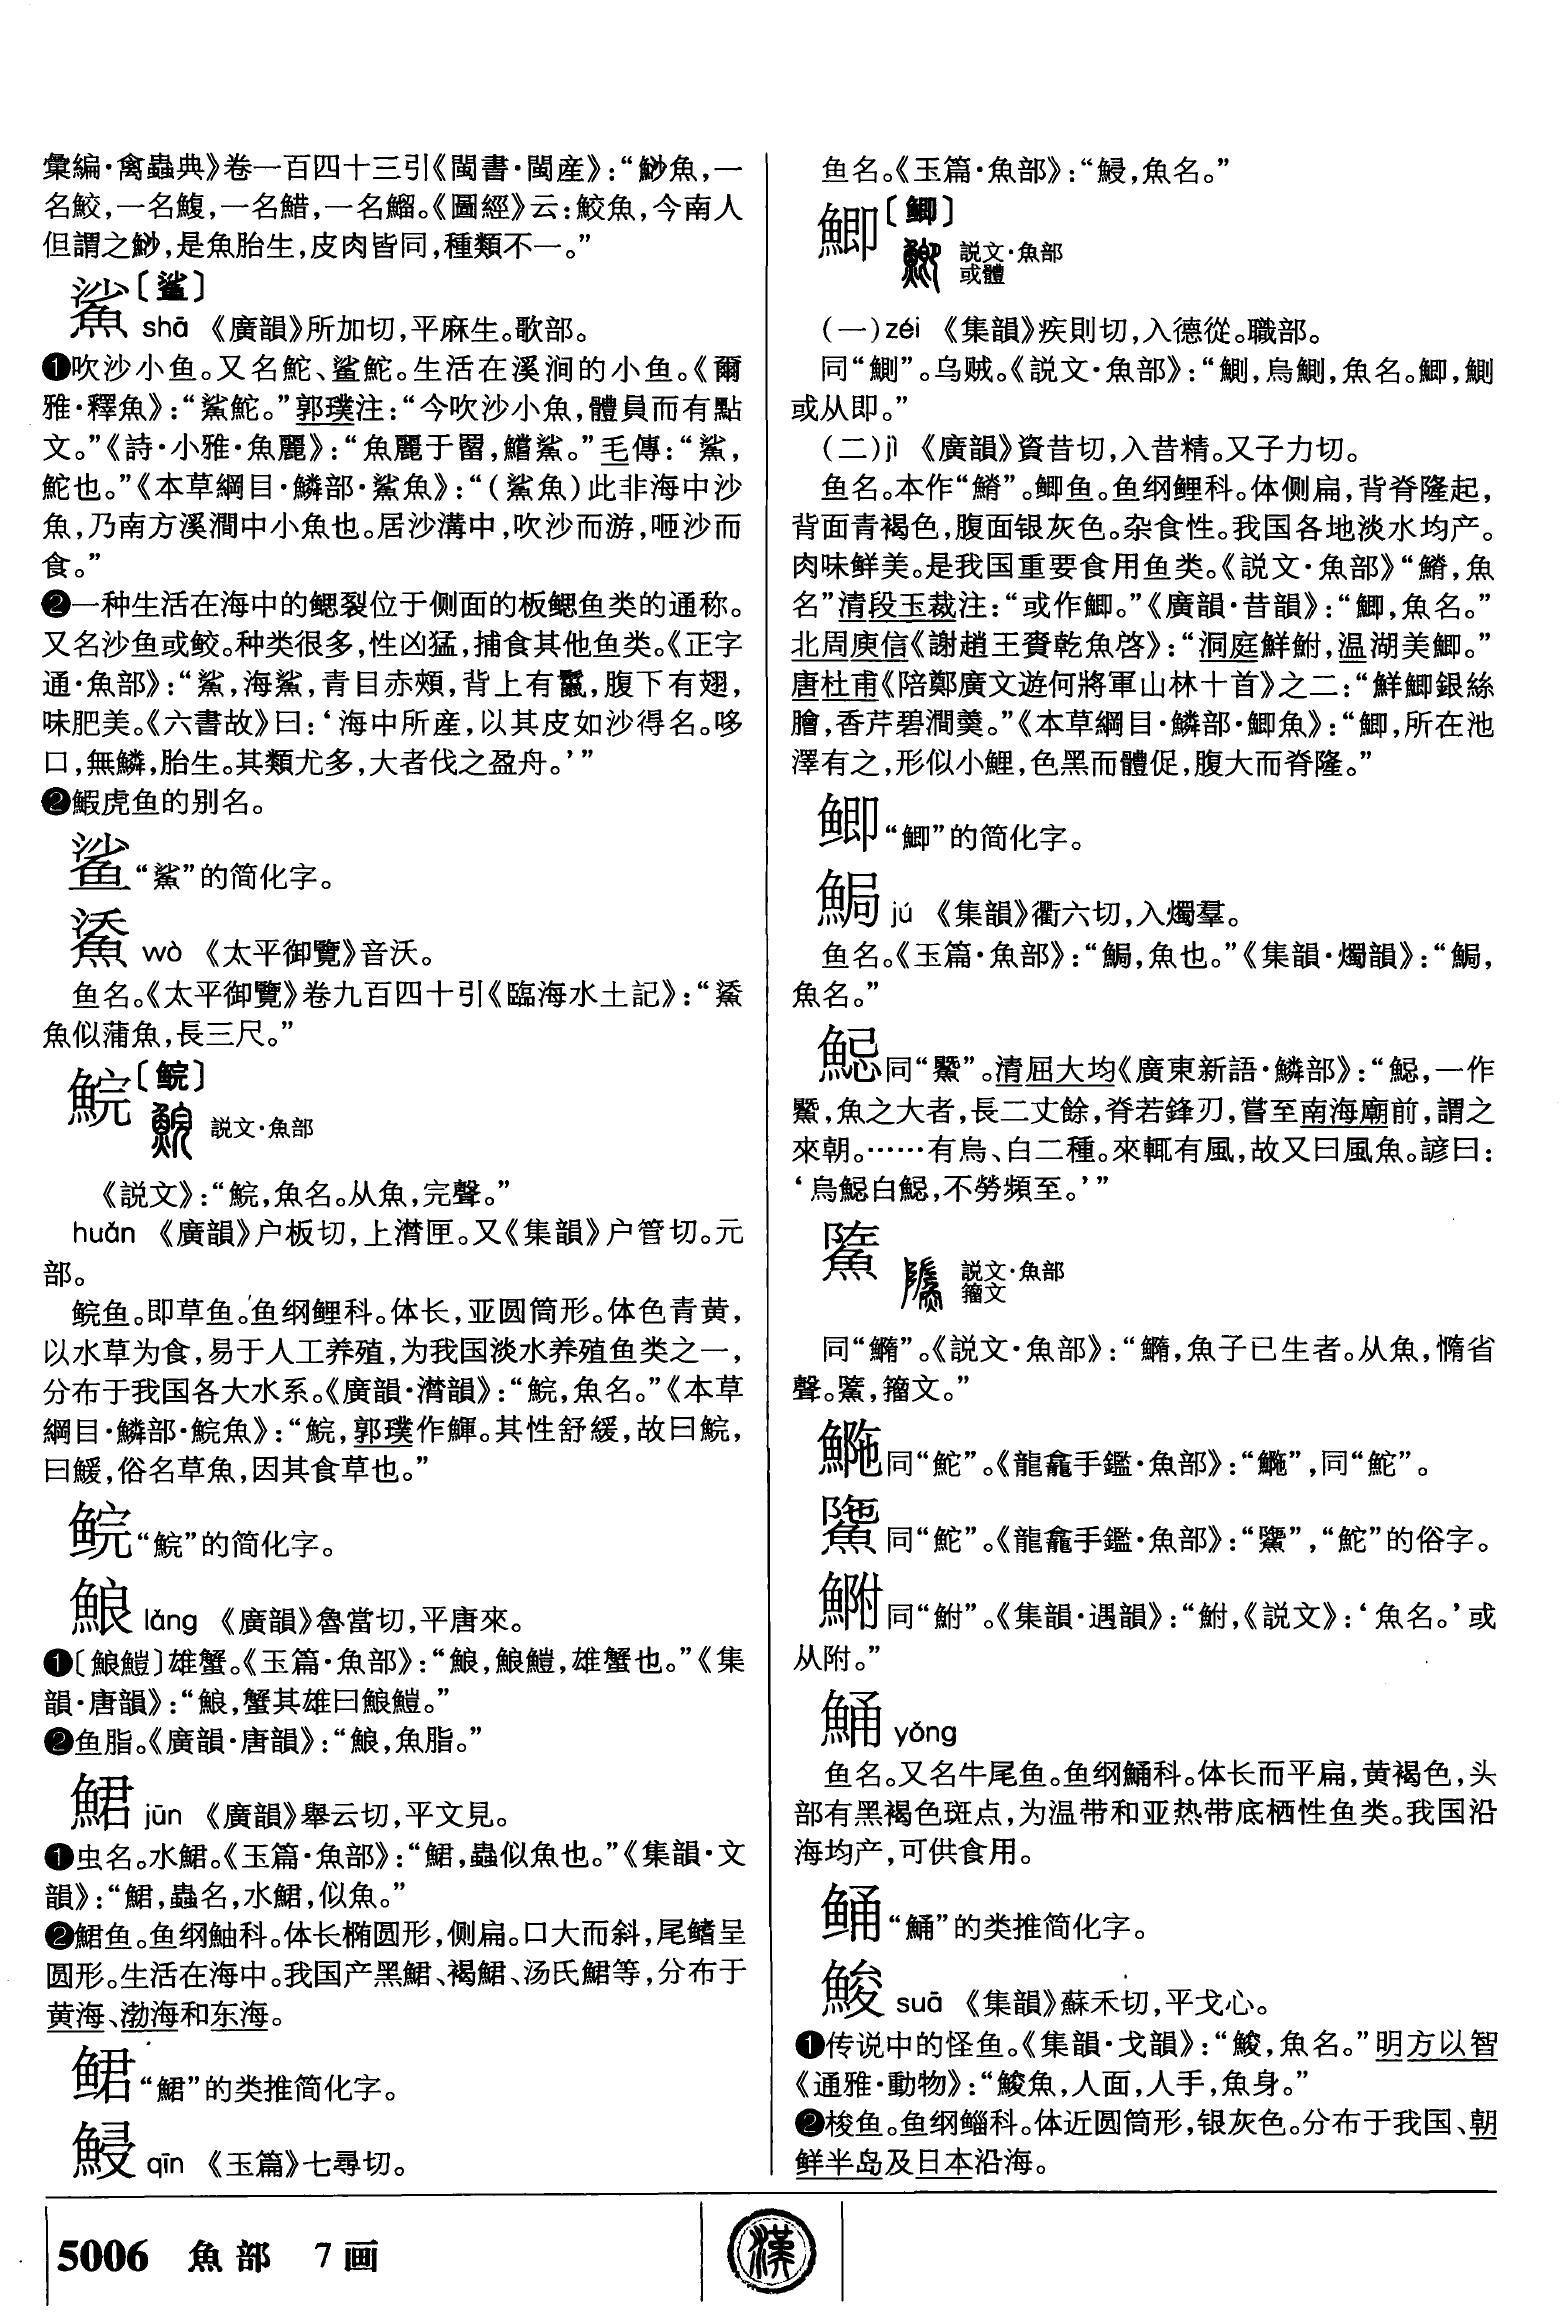 彙編·禽蟲典》卷一百四十三引《閩書·閩産》：“魦魚，一
名鮫，一名鰒，一名䱜，一名鰡。《圖經》云：鮫魚，今南人
但謂之魦，是魚胎生，皮肉皆同，種類不一。”
鯊〔鲨〕
shā 《廣韻》所加切，平麻生。歌部。
❶吹沙小鱼。又名鮀、鲨鮀。生活在溪涧的小鱼。《爾
雅·釋魚》：“鯊鮀。”郭璞注：“今吹沙小魚，體員而有點
文。”《詩·小雅·魚麗》：“魚麗于罶，鱨鯊。”毛傳：“鯊，
鮀也。”《本草綱目·鱗部·鯊魚》：“（鯊魚）此非海中沙
魚，乃南方溪澗中小魚也。居沙溝中，吹沙而游，咂沙而
食。”
❷一种生活在海中的鳃裂位于侧面的板鳃鱼类的通称。
又名沙鱼或鲛。种类很多，性凶猛，捕食其他鱼类。《正字
通·魚部》：“鯊，海鯊，青目赤頰，背上有鬣，腹下有翅，
味肥美。《六書故》曰：‘海中所産，以其皮如沙得名。哆
口，無鱗，胎生。其類尤多，大者伐之盈舟。’”
❷鰕虎鱼的别名。
鲨“鯊”的简化字。
wò 《太平御覽》音沃。
鱼名。《太平御覽》卷九百四十引《臨海水土記》：“
魚似蒲魚，長三尺。”
鯇〔鲩〕
説文·魚部
《説文》：“鯇，魚名。从魚，完聲。”
huǎn 《廣韻》户板切，上潸匣。又《集韻》户管切。元
部。
鲩鱼。即草鱼。鱼纲鲤科。体长，亚圆筒形。体色青黄，
以水草为食，易于人工养殖，为我国淡水养殖鱼类之一，
分布于我国各大水系。《廣韻·潸韻》：“鯇，魚名。”《本草
綱目·鱗部·鯇魚》：“鯇，郭璞作鯶。其性舒緩，故曰鯇，
曰鰀，俗名草魚，因其食草也。”
鲩“鯇”的简化字。
鋃 láng 《廣韻》魯當切，平唐來。
❶〔䱶鎧〕雄蟹。《玉篇·魚部》：“䱶，䱶䱺，雄蟹也。”《集
韻·唐韻》：“䱶，蟹其雄曰䱶䱺。”
❷鱼脂。《廣韻·唐韻》：“䱶，魚脂。”
鮶 jūn 《廣韻》舉云切，平文見。
❶虫名。水鮶。《玉篇·魚部》：“鮶，蟲似魚也。”《集韻·文
韻》：“鮶，蟲名，水鮶，似魚。”
❷鮶鱼。鱼纲鮋科。体长椭圆形，侧扁。口大而斜，尾鳍呈
圆形。生活在海中。我国产黑鮶、褐鮶、汤氏鮶等，分布于
黄海、渤海和东海。
鲪“鮶”的类推简化字。
鮼 qīn 《玉篇》七尋切。
鱼名。《玉篇·魚部》：“鮼，魚名。”
鯽〔鲫〕
説文·魚部
或體
（一）zéi 《集韻》疾則切，入德從。職部。
同“鰂”。乌贼。《説文·魚部》：“鰂，烏鰂，魚名。鯽，鰂
或从即。”
（二）jì 《廣韻》資昔切，入昔精。又子力切。
鱼名。本作“鰿”。鲫鱼。鱼纲鲤科。体侧扁，背脊隆起，
背面青褐色，腹面银灰色。杂食性。我国各地淡水均产。
肉味鲜美。是我国重要食用鱼类。《説文·魚部》“䲙，魚
名”清段玉裁注：“或作鯽。”《廣韻·昔韻》：“鯽，魚名。”
北周庾信《謝趙王賚乾魚啓》：“洞庭鮮鮒，温湖美鯽。”
唐杜甫《陪鄭廣文遊何將軍山林十首》之二：“鮮鯽銀絲
膾，香芹碧澗羹。”《本草綱目·鱗部·鯽魚》：“鯽，所在池
澤有之，形似小鯉，色黑而體促，腹大而脊隆。”
鲫“鯽”的简化字。
鋦 jú 《集韻》衢六切，入燭羣。
鱼名。《玉篇·魚部》：“䱡，魚也。”《集韻·燭韻》：“䱡，
魚名。”
同“䲅”。清屈大均《廣東新語·鱗部》：“，一作
，魚之大者，長二丈餘，脊若鋒刃，嘗至南海廟前，謂之
來朝。……有烏、白二種。來輒有風，故又曰風魚。諺曰：
‘烏白，不勞頻至。’”
説文·魚部
籀文
同“䲊”。《説文·魚部》：“，魚子已生者。从魚，憜省
聲。，籀文。”
同“鮀”。《龍龕手鑑·魚部》：“”，同“鮀”。
同“鮀”。《龍龕手鑑·魚部》：“”，“鮀”的俗字。
同“鮒”。《集韻·遇韻》：“鮒，《説文》：‘魚名。’或
从附。”
鯒 yǒng
鱼名。又名牛尾鱼。鱼纲鯒科。体长而平扁，黄褐色，头
部有黑褐色斑点，为温带和亚热带底栖性鱼类。我国沿
海均产，可供食用。
鲬“鯒”的类推简化字。
鮻 suō 《集韻》蘇禾切，平戈心。
❶传说中的怪鱼。《集韻·戈韻》：“鮻，魚名。”明方以智
《通雅·動物》：“鮻魚，人面，人手，魚身。”
❷梭鱼。鱼纲鲻科。体近圆筒形，银灰色。分布于我国、朝
鲜半岛及日本沿海。
5006 魚部 7画
漢